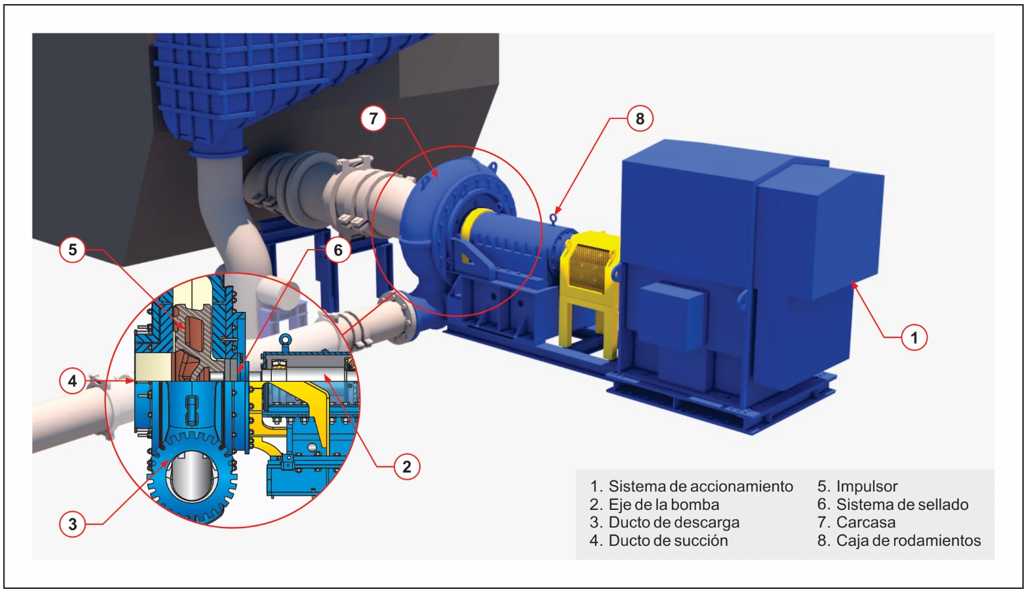 7
8
5
6
1
4
2
3
1. Sistema de accionamiento
2. Eje de la bomba
3. Ducto de descarga
4. Ducto de succión
5. Impulsor
6. Sistema de sellado
7. Carcasa
8. Caja de rodamientos